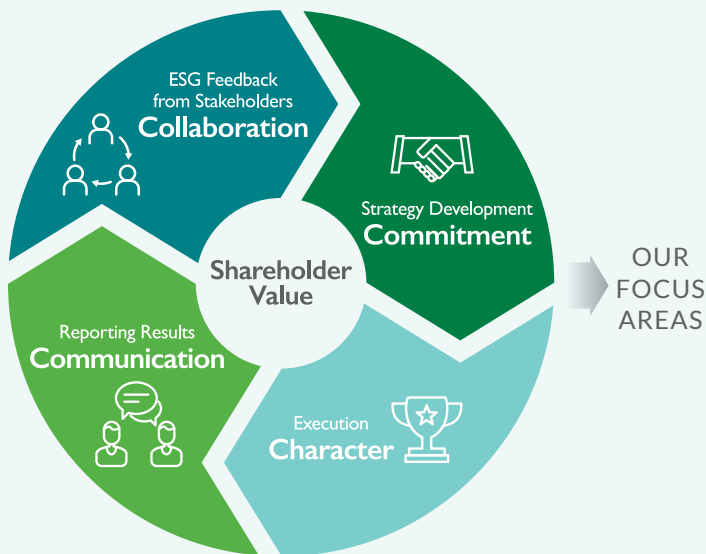 ESG Feedback
from Stakeholders
Collaboration
Strategy Development
Commitment
Shareholder
Value
OUR
FOCUS
AREAS
Reporting Results
Communication
Execution
Character